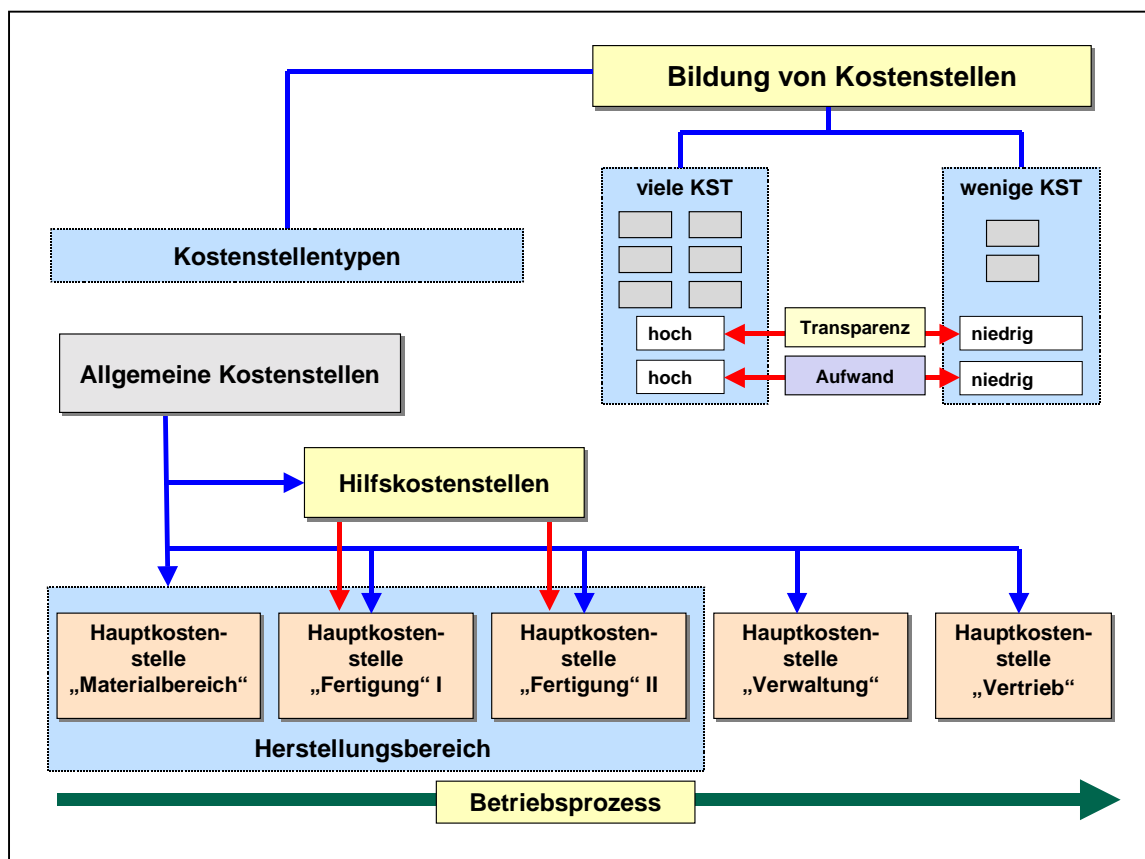 Bildung von Kostenstellen
viele KST
wenige KST
Kostenstellentypen
hoch
Transparenz
niedrig
hoch
Aufwand
niedrig
Allgemeine Kostenstellen
Hilfskostenstellen
Hauptkosten-
stelle
„Materialbereich“
Hauptkosten-
stelle
„Fertigung“ I
Hauptkosten-
stelle
„Fertigung“ II
Hauptkosten-
stelle
„Verwaltung“
Hauptkosten-
stelle
„Vertrieb“
Herstellungsbereich
Betriebsprozess